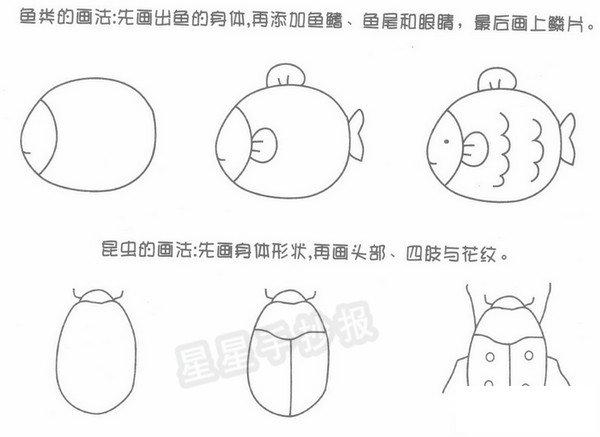 鱼类的画法:先画出鱼的身体,再添加鱼鳍、鱼尾和眼睛，最后画上鳞片。
昆虫的画法:先画身体形状,再画头部、四肢与花纹。
星星手抄报